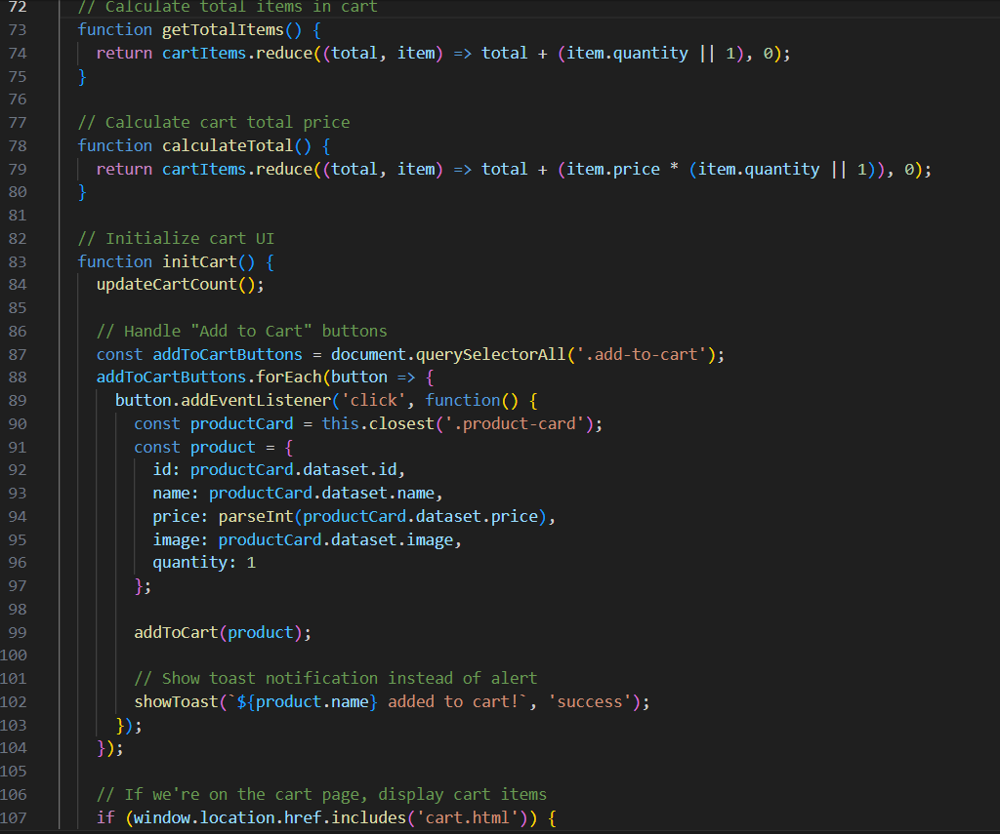 72 // Calculate total items in cart
73 function getTotalItems() {
74 return cartItems.reduce((total, item) => total + (item.quantity || 1), 0);
75 }
76
77 // Calculate cart total price
78 function calculateTotal() {
79 return cartItems.reduce((total, item) => total + (item.price * (item.quantity || 1)), 0);
80 }
81
82 // Initialize cart UI
83 function initCart() {
84 updateCartCount();
85
86 // Handle "Add to Cart" buttons
87 const addToCartButtons = document.querySelectorAll('.add-to-cart');
88 addToCartButtons.forEach(button => {
89 button.addEventListener('click', function() {
90 const productCard = this.closest('.product-card');
91 const product = {
92 id: productCard.dataset.id,
93 name: productCard.dataset.name,
94 price: parseInt(productCard.dataset.price),
95 image: productCard.dataset.image,
96 quantity: 1
97 };
98
99 addToCart(product);
100
101 // Show toast notification instead of alert
102 showToast(`${product.name} added to cart!`, 'success');
103 });
104 });
105
106 // If we're on the cart page, display cart items
107 if (window.location.href.includes('cart.html')) {